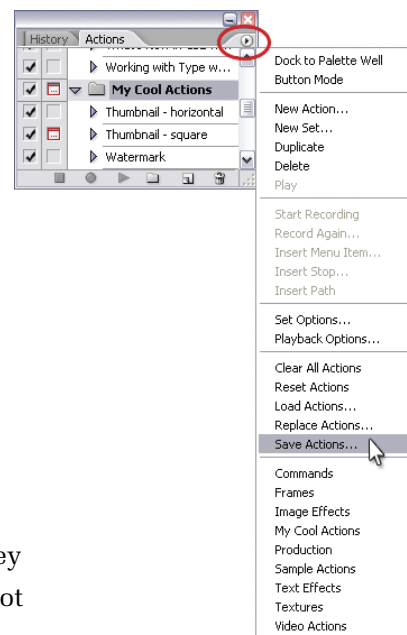 History Actions
Working with Type w...
My Cool Actions
Thumbnail - horizontal
Thumbnail - square
Watermark
Dock to Palette Well
Button Mode
New Action...
New Set...
Duplicate
Delete
Play
Start Recording
Record Again...
Insert Menu Item...
Insert Stop...
Insert Path
Set Options...
Playback Options...
Clear All Actions
Reset Actions
Load Actions...
Replace Actions...
Save Actions...
Commands
Frames
Image Effects
My Cool Actions
Production
Sample Actions
Text Effects
Textures
Video Actions
ey
ot